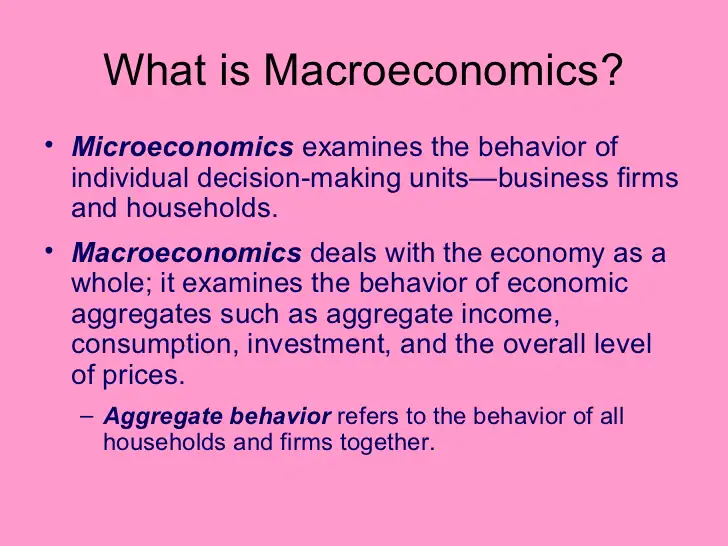 What is Macroeconomics?
• Microeconomics examines the behavior of
individual decision-making units—business firms
and households.
• Macroeconomics deals with the economy as a
whole; it examines the behavior of economic
aggregates such as aggregate income,
consumption, investment, and the overall level
of prices.
– Aggregate behavior refers to the behavior of all
households and firms together.